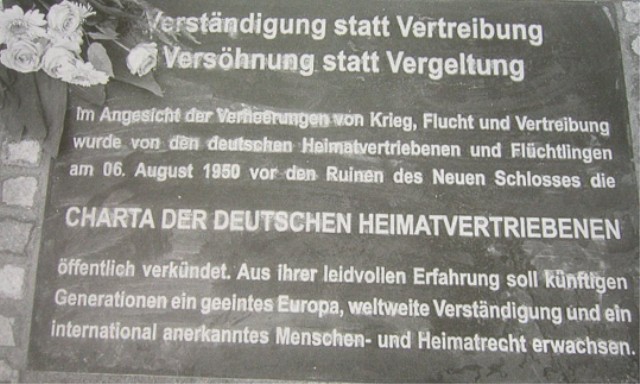 Verständigung statt Vertreibung
Versöhnung statt Vergeltung
Im Angesicht der Verheerungen von Krieg, Flucht und Vertreibung
wurde von den deutschen Heimatvertriebenen und Flüchtlingen
am 06. August 1950 vor den Ruinen des Neuen Schlosses die
CHARTA DER DEUTSCHEN HEIMATVERTRIEBENEN
öffentlich verkündet. Aus ihrer leidvollen Erfahrung soll künftigen
Generationen ein geeintes Europa, weltweite Verständigung und ein
international anerkanntes Menschen- und Heimatrecht erwachsen.